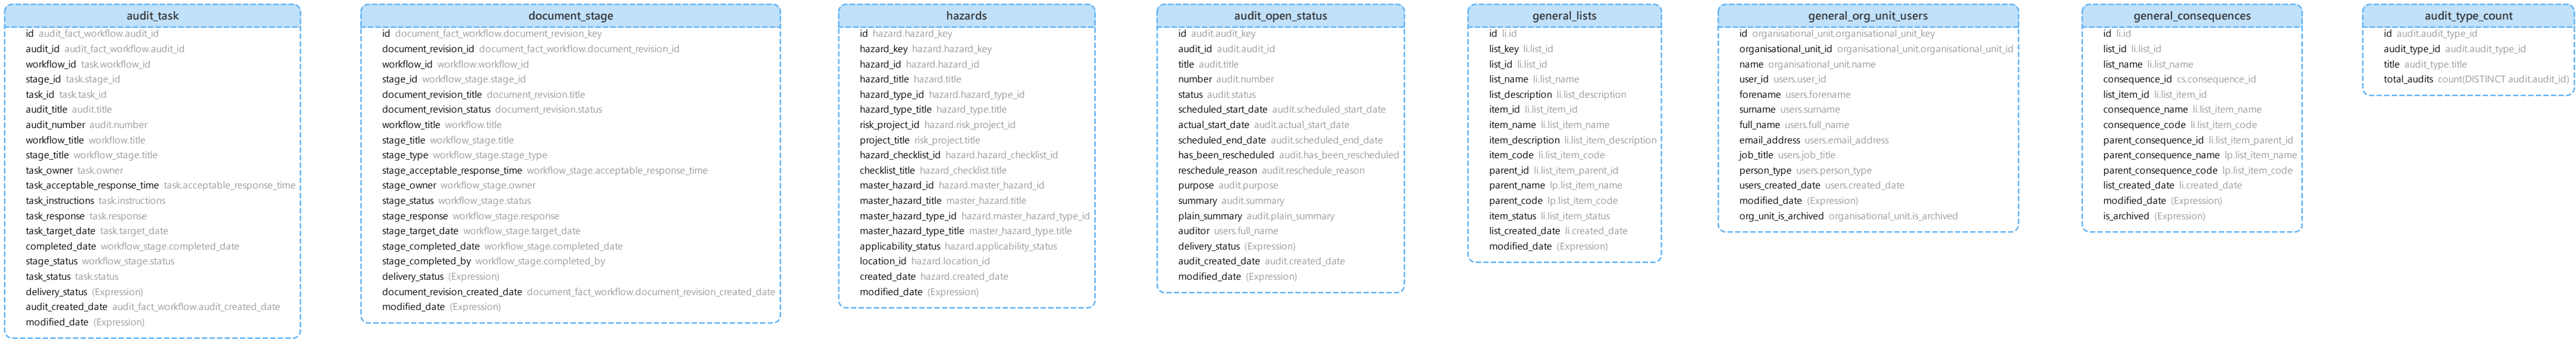 audit_task
id audit_fact_workflow.audit_id
audit_id audit_fact_workflow.audit_id
workflow_id task.workflow_id
stage_id task.stage_id
task_id task.task_id
audit_title audit.title
audit_number audit.number
workflow_title workflow.title
stage_title workflow_stage.title
task_owner task.owner
task_acceptable_response_time task.acceptable_response_time
task_instructions task.instructions
task_response task.response
task_target_date task.target_date
completed_date workflow_stage.completed_date
stage_status workflow_stage.status
task_status task.status
delivery_status (Expression)
audit_created_date audit_fact_workflow.audit_created_date
modified_date (Expression)
document_stage
id document_fact_workflow.document_revision_key
document_revision_id document_fact_workflow.document_revision_id
workflow_id workflow.workflow_id
stage_id workflow_stage.stage_id
document_revision_title document_revision.title
document_revision_status document_revision.status
workflow_title workflow.title
stage_title workflow_stage.title
stage_type workflow_stage.stage_type
stage_acceptable_response_time workflow_stage.acceptable_response_time
stage_owner workflow_stage.owner
stage_status workflow_stage.status
stage_response workflow_stage.response
stage_target_date workflow_stage.target_date
stage_completed_date workflow_stage.completed_date
stage_completed_by workflow_stage.completed_by
delivery_status (Expression)
document_revision_created_date document_fact_workflow.document_revision_created_date
modified_date (Expression)
hazards
id hazard.hazard_key
hazard_key hazard.hazard_key
hazard_id hazard.hazard_id
hazard_title hazard.title
hazard_type_id hazard.hazard_type_id
hazard_type_title hazard_type.title
risk_project_id hazard.risk_project_id
project_title risk_project.title
hazard_checklist_id hazard.hazard_checklist_id
checklist_title hazard_checklist.title
master_hazard_id hazard.master_hazard_id
master_hazard_title master_hazard.title
master_hazard_type_id hazard.master_hazard_type_id
master_hazard_type_title master_hazard_type.title
applicability_status hazard.applicability_status
location_id hazard.location_id
created_date hazard.created_date
modified_date (Expression)
audit_open_status
id audit.audit_key
audit_id audit.audit_id
title audit.title
number audit.number
status audit.status
scheduled_start_date audit.scheduled_start_date
actual_start_date audit.actual_start_date
scheduled_end_date audit.scheduled_end_date
has_been_rescheduled audit.has_been_rescheduled
reschedule_reason audit.reschedule_reason
purpose audit.purpose
summary audit.summary
plain_summary audit.plain_summary
auditor users.full_name
delivery_status (Expression)
audit_created_date audit.created_date
modified_date (Expression)
general_lists
id li.id
list_key li.list_key
list_id li.list_id
list_name li.list_name
list_description li.list_description
item_id li.list_item_id
item_name li.list_item_name
item_description li.list_item_description
item_code li.list_item_code
parent_id li.list_item_parent_id
parent_name lp.list_item_name
parent_code lp.list_item_code
item_status li.list_item_status
list_created_date li.created_date
modified_date (Expression)
general_org_unit_users
id organisational_unit.organisational_unit_key
organisational_unit_id organisational_unit.organisational_unit_id
name organisational_unit.name
user_id users.user_id
forename users.forename
surname users.surname
full_name users.full_name
email_address users.email_address
job_title users.job_title
person_type users.person_type
users_created_date users.created_date
modified_date (Expression)
org_unit_is_archived organisational_unit.is_archived
general_consequences
id li.id
list_id li.list_id
list_name li.list_name
consequence_id cs.consequence_id
list_item_id li.list_item_id
consequence_name li.list_item_name
consequence_code li.list_item_code
parent_consequence_id li.list_item_parent_id
parent_consequence_name lp.list_item_name
parent_consequence_code lp.list_item_code
list_created_date li.created_date
modified_date (Expression)
is_archived (Expression)
audit_type_count
id audit.audit_type_id
audit_type_id audit.audit_type_id
title audit_type.title
total_audits count(DISTINCT audit.audit_id)